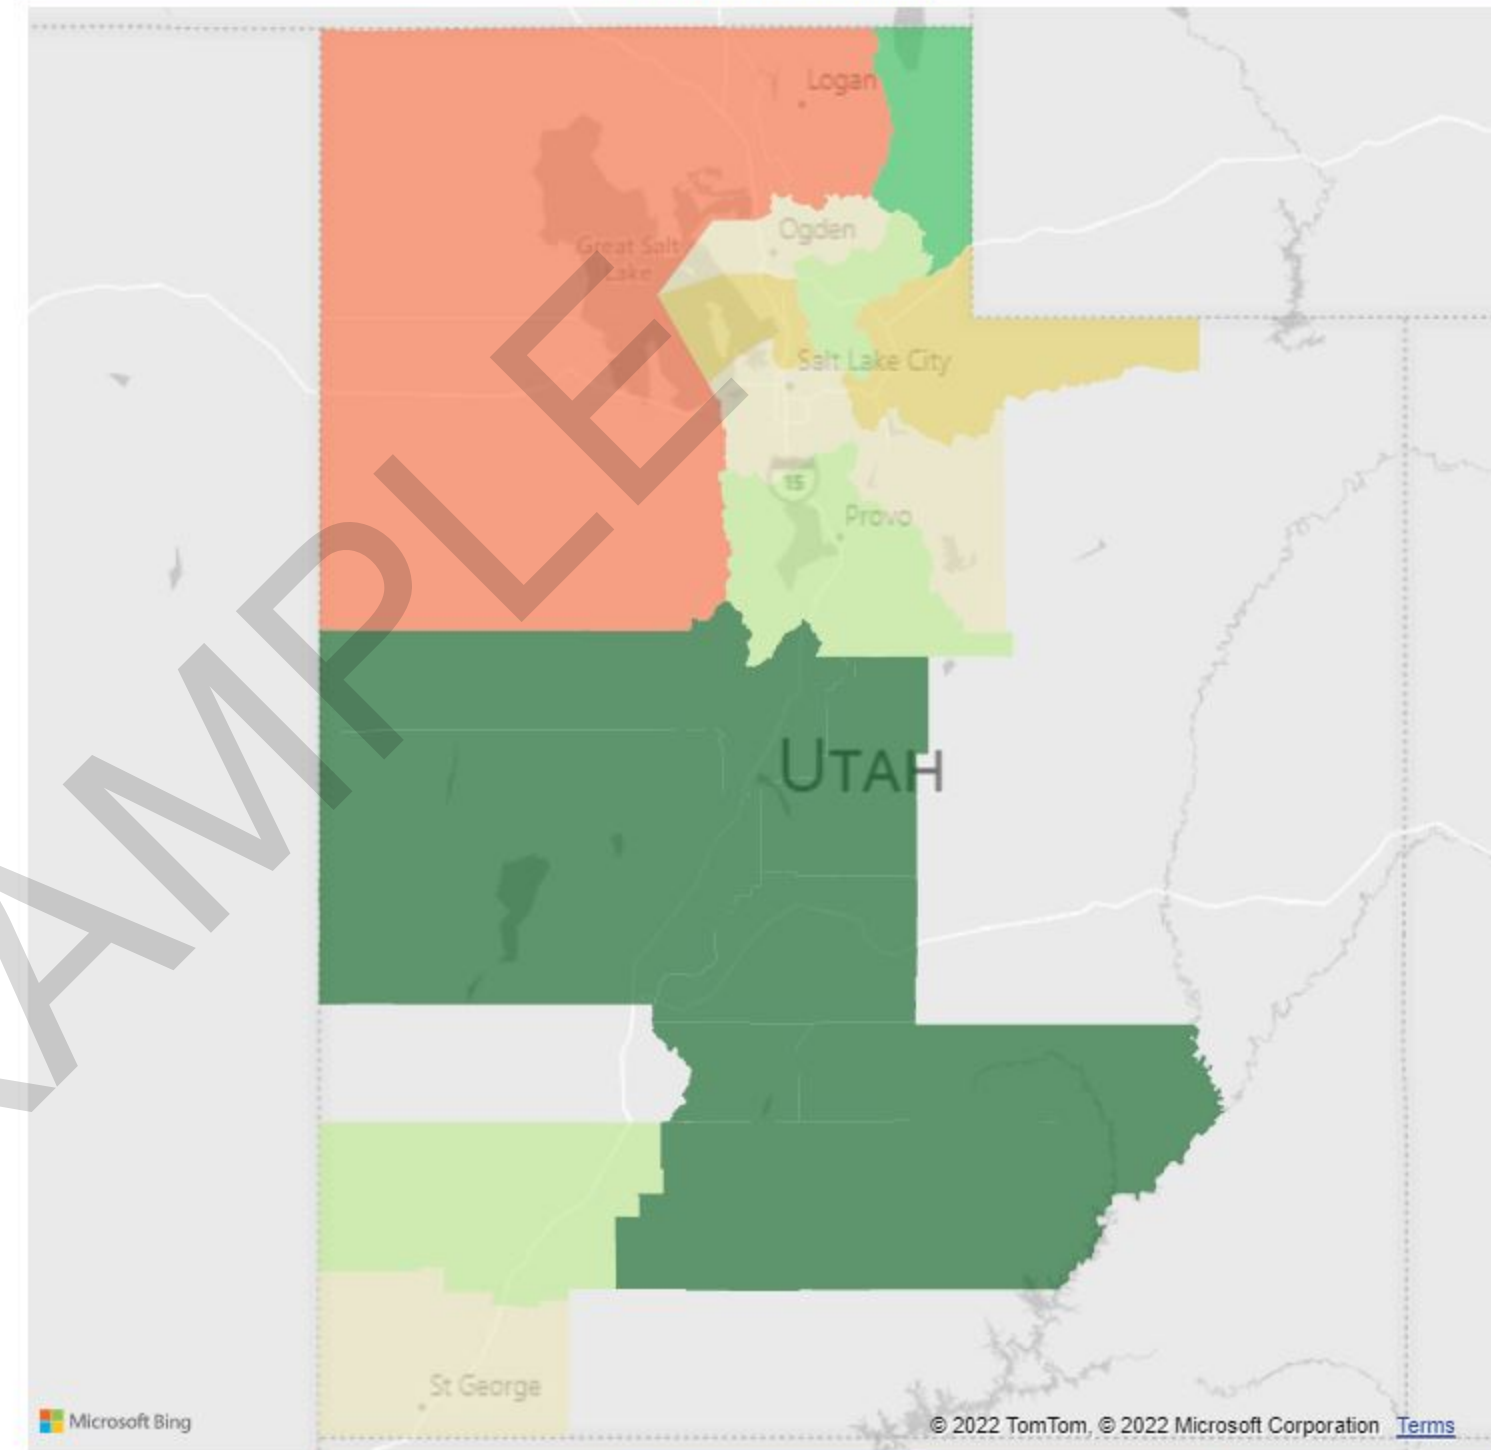 Logan
Ogden
Great Salt
Lake
Salt Lake City
15
Provo
UTAH
St George
Microsoft Bing
© 2022 TomTom, © 2022 Microsoft Corporation Terms
AMPLE